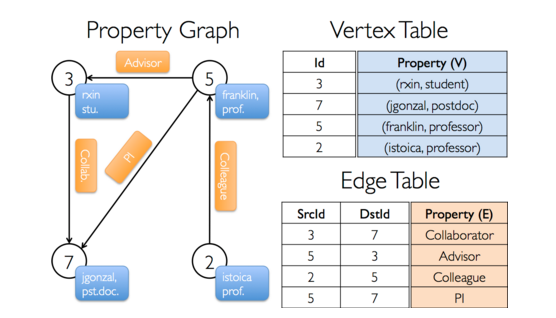 Property Graph
Advisor
3
5
rxin
stu.
franklin,
prof.
Collab.
PI
Colleague
7
2
jgonzal,
pst.doc.
istoica
prof.
Vertex Table
Id Property (V)
3 (rxin, student)
7 (jgonzal, postdoc)
5 (franklin, professor)
2 (istoica, professor)
Edge Table
SrcId DstId Property (E)
3 7 Collaborator
5 3 Advisor
2 5 Colleague
5 7 PI